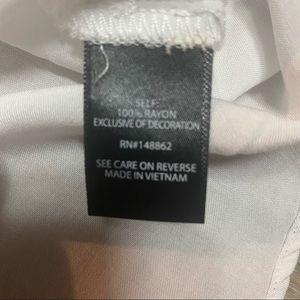 SELF:
100% RAYON
EXCLUSIVE OF DECORATION
RN#148862
SEE CARE ON REVERSE
MADE IN VIETNAM